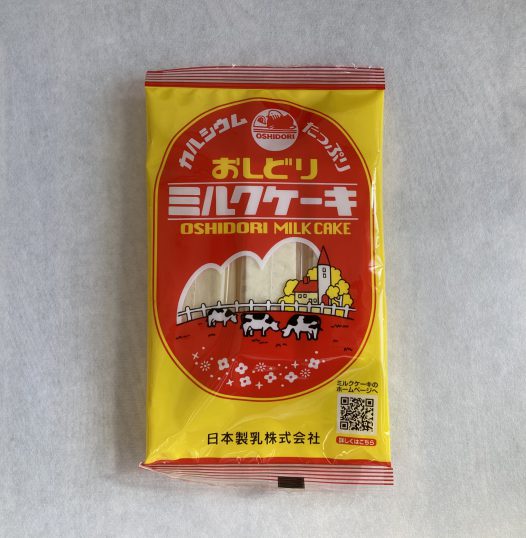 カルシウム たっぷり
OSHIDORI
おしどり
ミルクケーキ
OSHIDORI MILK CAKE
ミルクケーキの
ホームページへ
詳しくはこちら
日本製乳株式会社